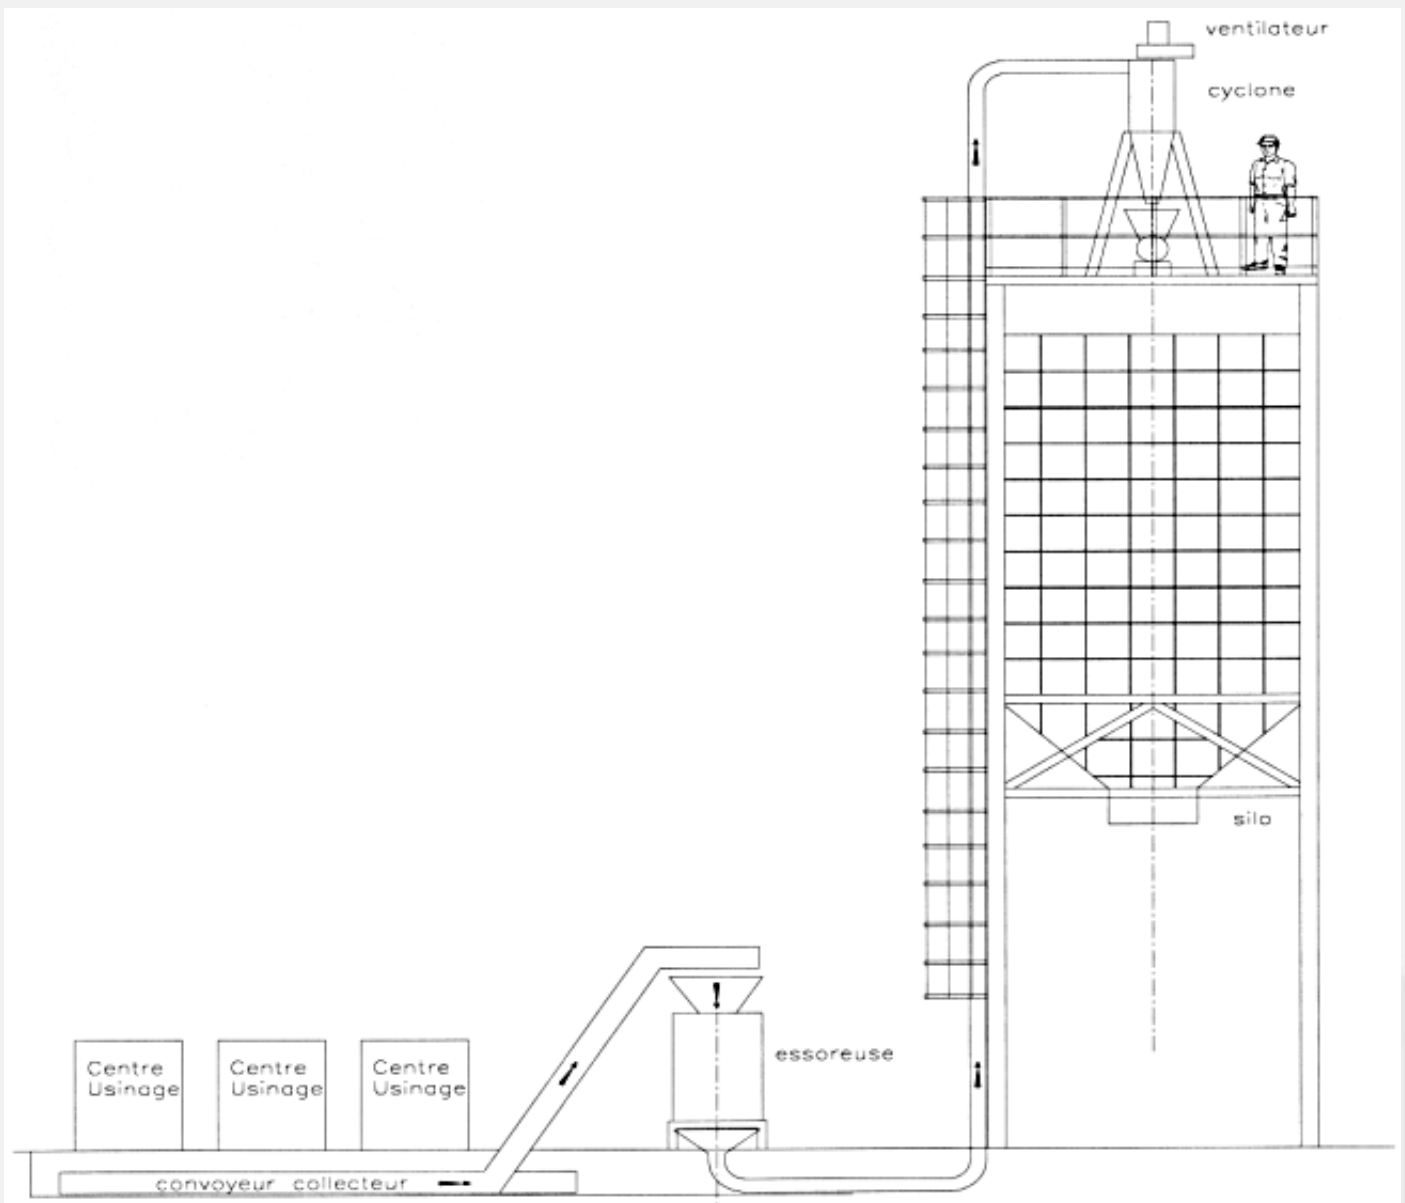 ventilateur
cyclone
silo
essoreuse
Centre
Usinage
Centre
Usinage
Centre
Usinage
convoyeur collecteur